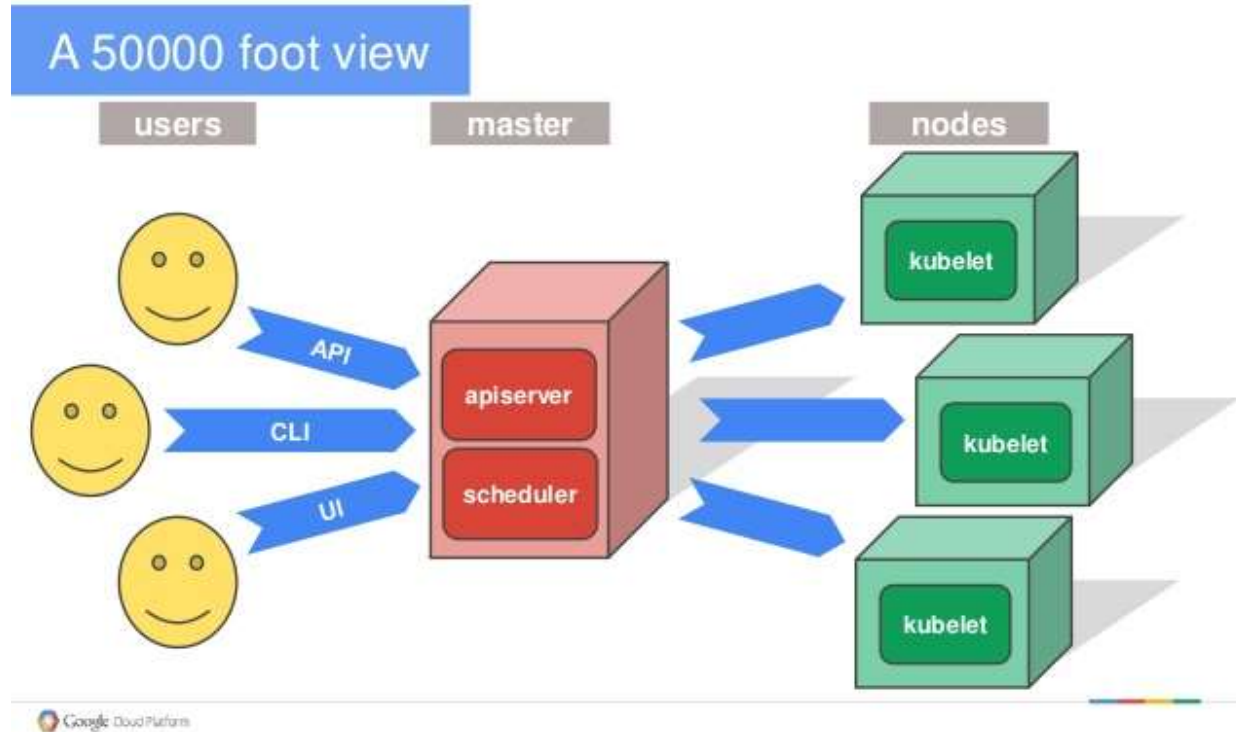 A 50000 foot view
users
master
nodes
API
CLI
UI
apiserver
scheduler
kubelet
kubelet
kubelet
Google Cloud Platform